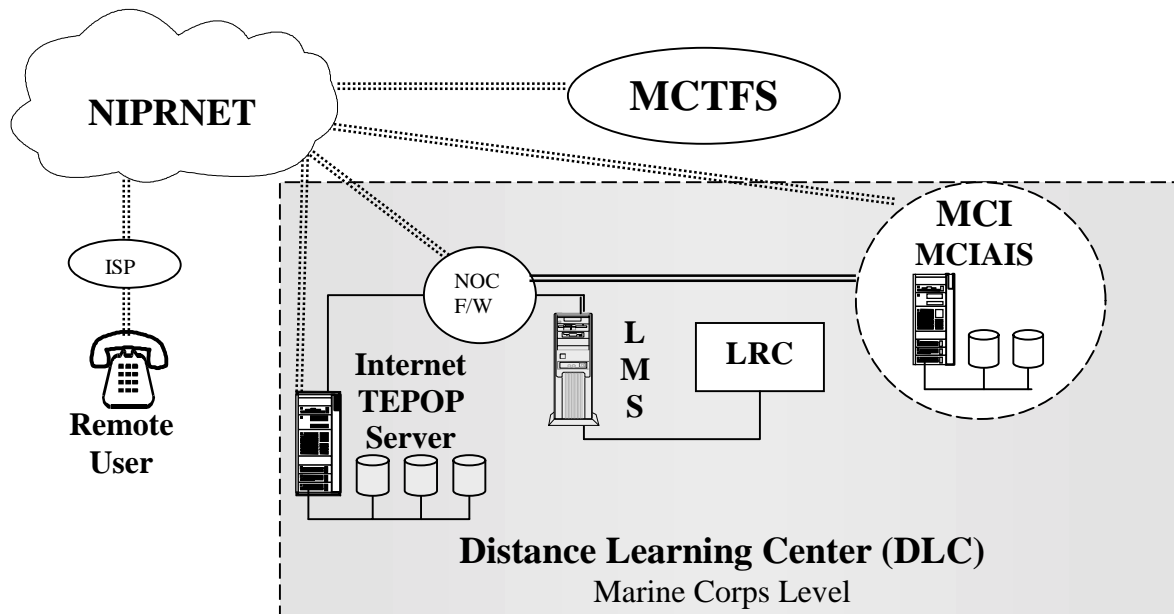 NIPRNET
MCTFS
MCI
MCIAIS
ISP
NOC
F/W
L
M
S
LRC
Internet
TEPOP
Server
Remote
User
Distance Learning Center (DLC)
Marine Corps Level